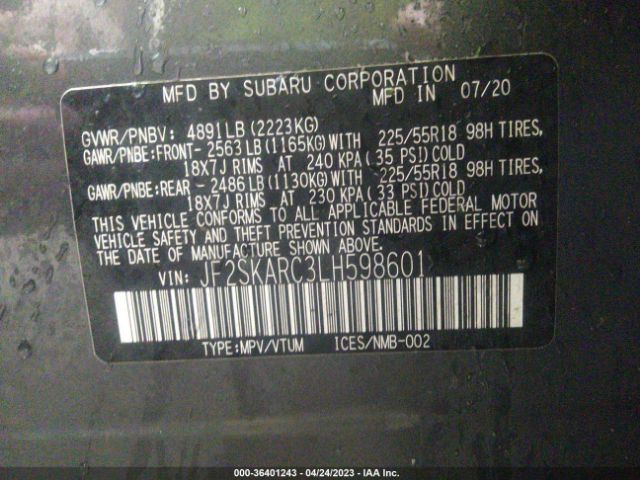 MFD BY SUBARU CORPORATION
MFD IN 07/20
GVWR/PNBV: 4891LB(2223KG)
GAWR/PNBE:FRONT-2563LB(1165KG)WITH 225/55R18 98H TIRES,
18X7J RIMS AT 240 KPA(35 PSI)COLD
GAWR/PNBE:REAR -2486LB(1130KG)WITH 225/55R18 98H TIRES,
18X7J RIMS AT 230 KPA(33 PSI)COLD
THIS VEHICLE CONFORMS TO ALL APPLICABLE FEDERAL MOTOR
VEHICLE SAFETY AND THEFT PREVENTION STANDARDS IN EFFECT ON
THE DATE OF MANUFACTURE SHOWN ABOVE.
VIN: JF2SKARC3LH598601
TYPE:MPV/VTUM ICES/NMB-002
000-36401243 - 04/24/2023 - IAA Inc.